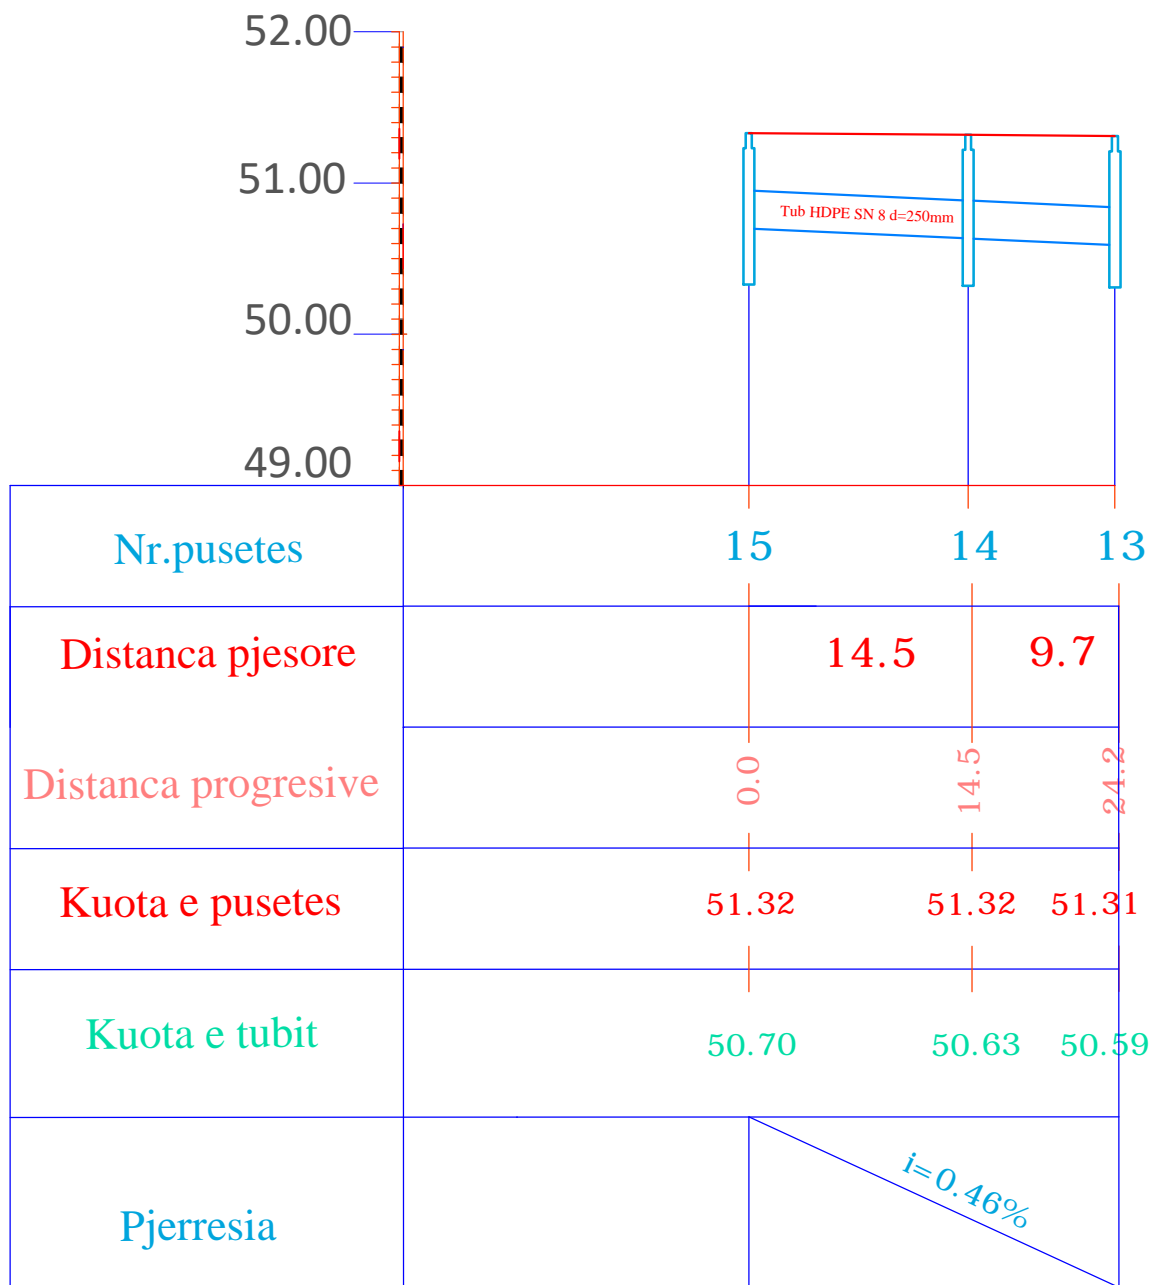 52.00
51.00
Tub HDPE SN 8 d=250mm
50.00
49.00
Nr.pusetes 15 14 13
Distanca pjesore 14.5 9.7
Distanca progresive 0.0 14.5 24.2
Kuota e pusetes 51.32 51.32 51.31
Kuota e tubit 50.70 50.63 50.59
i=0.46%
Pjerresia